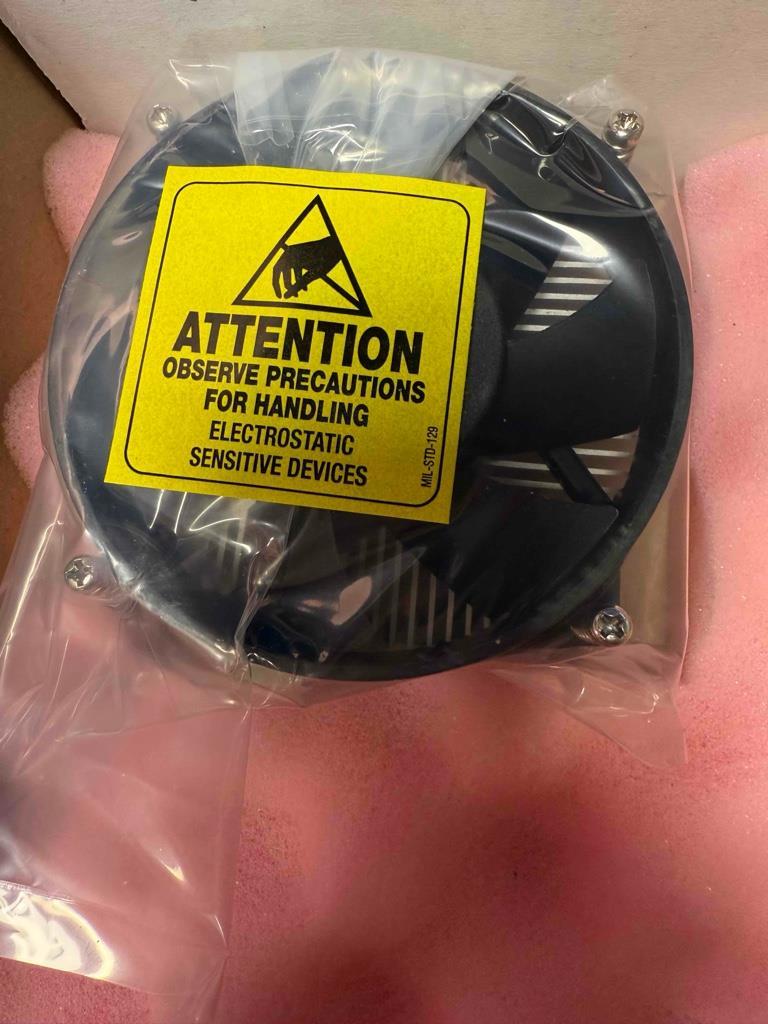 ATTENTION
OBSERVE PRECAUTIONS
FOR HANDLING
ELECTROSTATIC
SENSITIVE DEVICES
MIL-STD-129